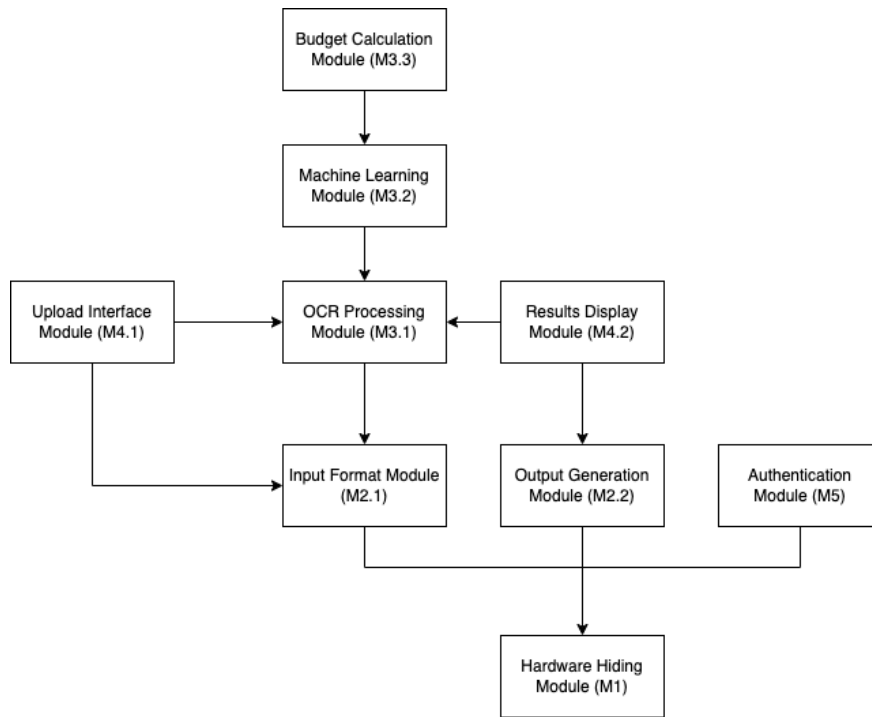 Budget Calculation
Module (M3.3)
Machine Learning
Module (M3.2)
Upload Interface
Module (M4.1)
OCR Processing
Module (M3.1)
Results Display
Module (M4.2)
Input Format Module
(M2.1)
Output Generation
Module (M2.2)
Authentication
Module (M5)
Hardware Hiding
Module (M1)